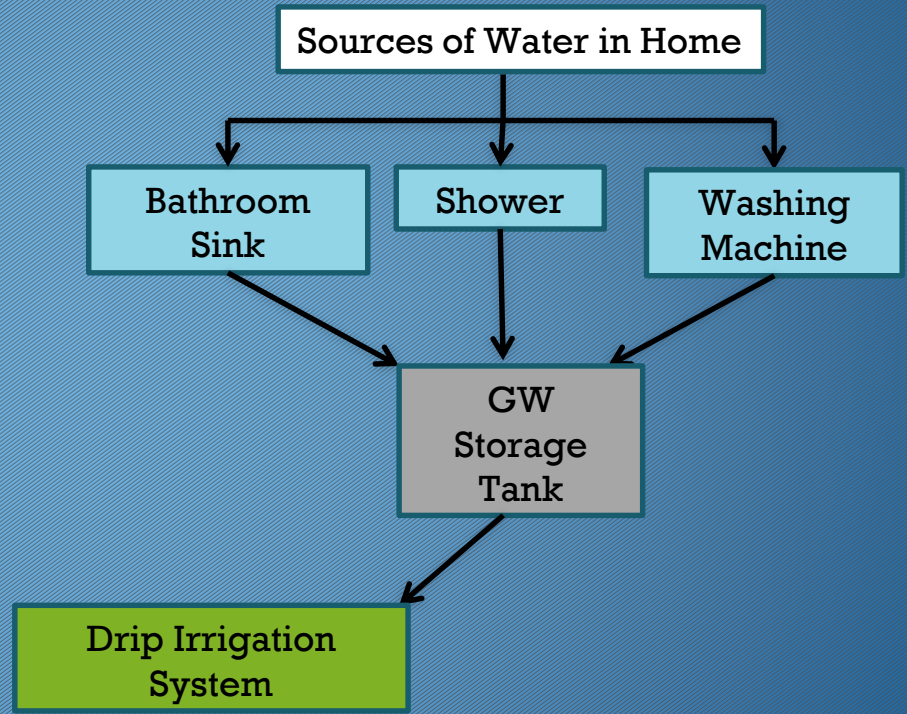 Sources of Water in Home
Bathroom
Sink
Shower
Washing
Machine
GW
Storage
Tank
Drip Irrigation
System